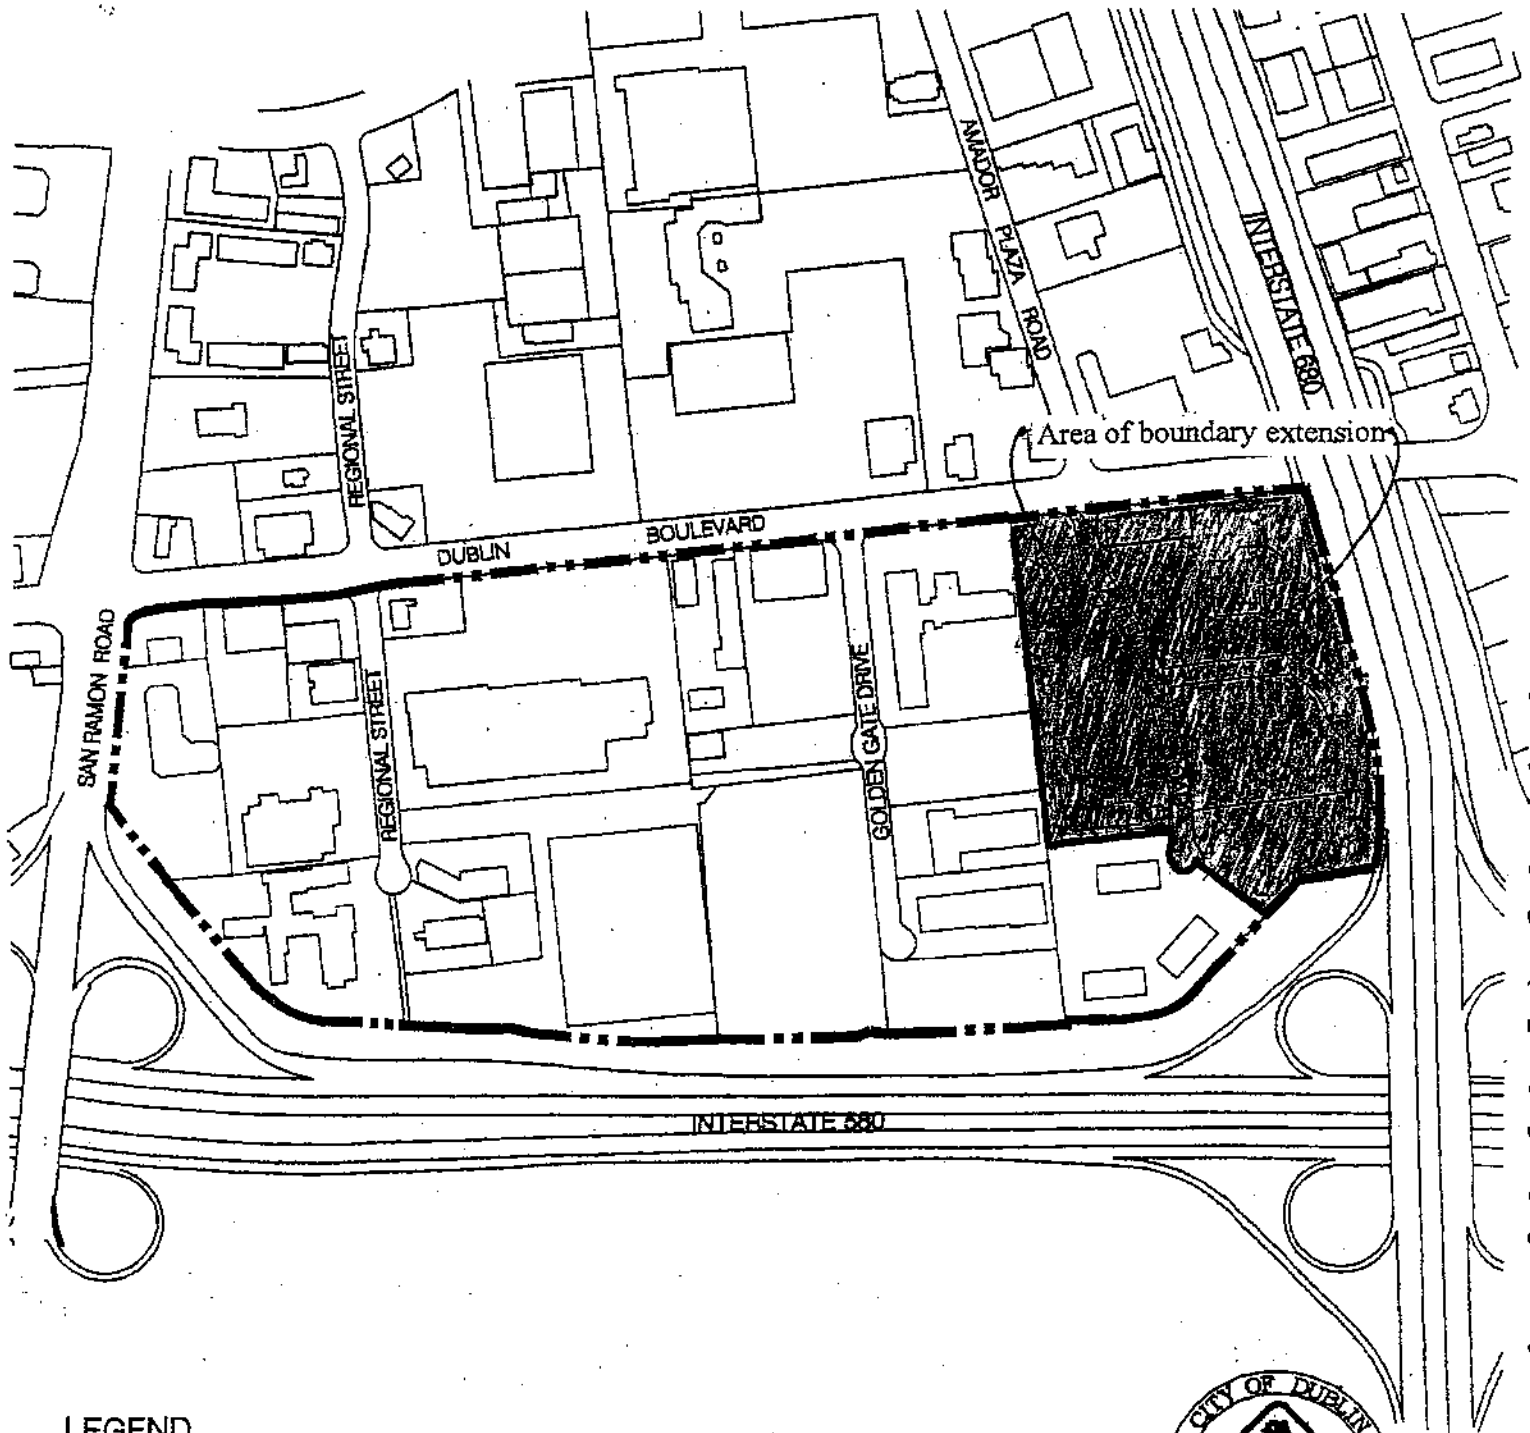 AMADOR PLAZA ROAD
INTERSTATE 680
REGIONAL STREET
Area of boundary extension
DUBLIN BOULEVARD
SAN RAMON ROAD
REGIONAL STREET
GOLDEN GATE DRIVE
INTERSTATE 580
LEGEND
CITY OF DUBLIN